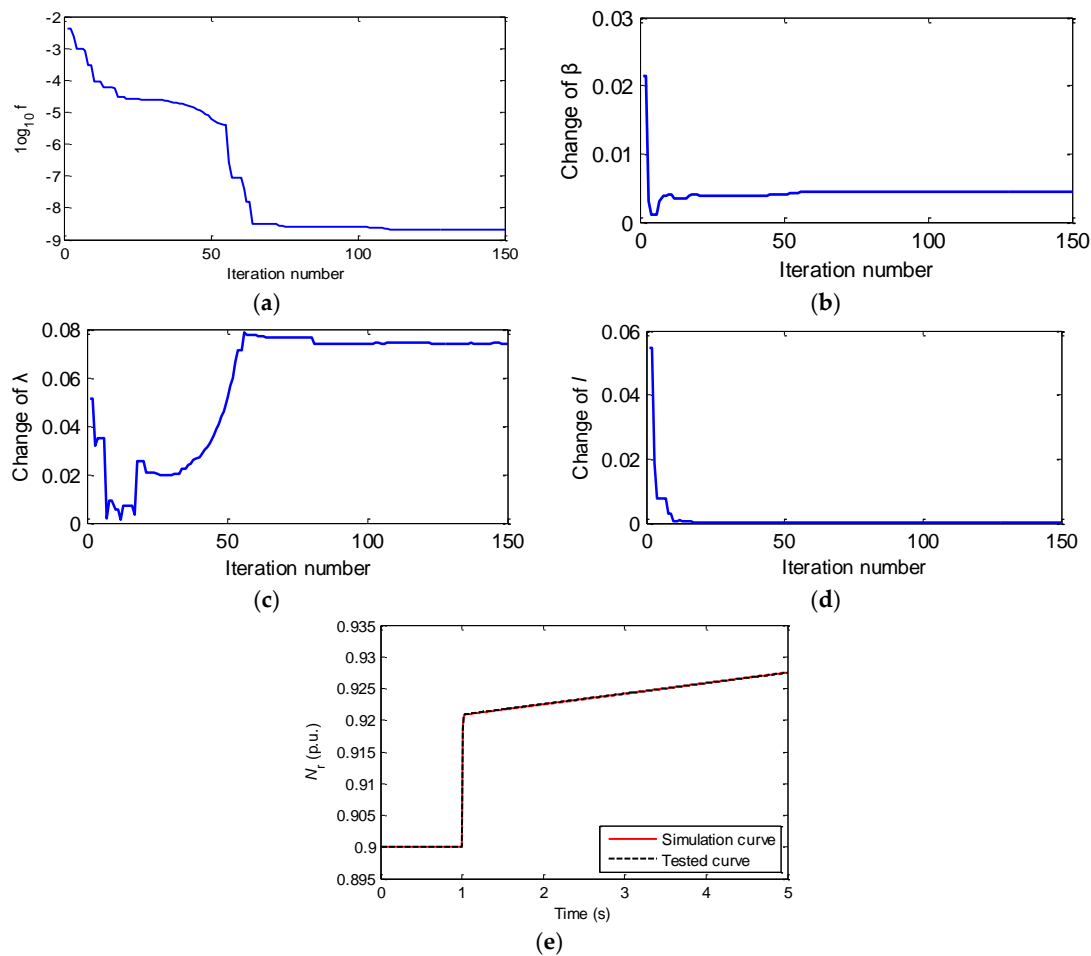 -2
-3
-4
-5
-6
-7
-8
-9
log10 f
0 50 100 150
Iteration number
(a)
0.03
0.02
0.01
0
Change of β
0 50 100 150
Iteration number
(b)
0.08
0.06
0.04
0.02
0
Change of λ
0 50 100 150
Iteration number
(c)
0.06
0.04
0.02
0
Change of l
0 50 100 150
Iteration number
(d)
0.935
0.93
0.925
0.92
0.915
0.91
0.905
0.9
0.895
Nr (p.u.)
Simulation curve
Tested curve
0 1 2 3 4 5
Time (s)
(e)